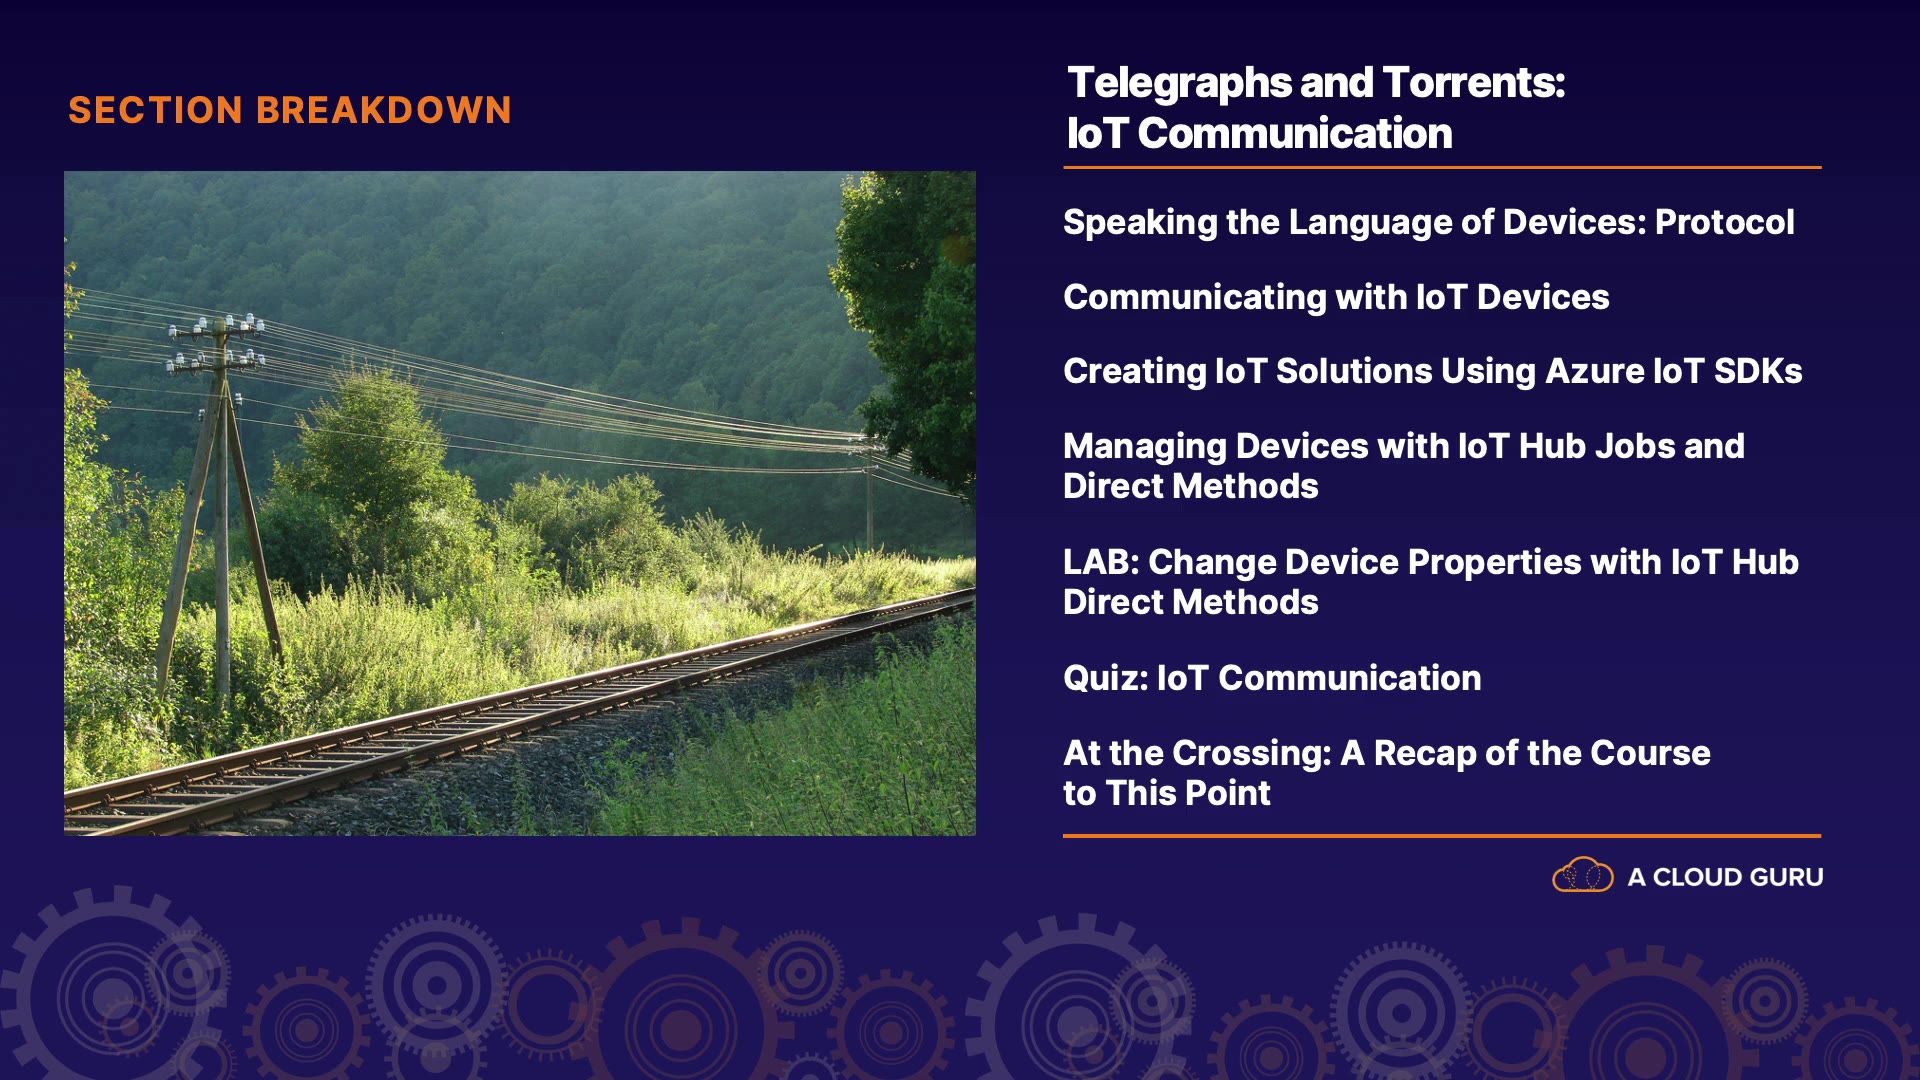 SECTION BREAKDOWN
Telegraphs and Torrents:
IoT Communication
Speaking the Language of Devices: Protocol
Communicating with IoT Devices
Creating IoT Solutions Using Azure IoT SDKs
Managing Devices with IoT Hub Jobs and
Direct Methods
LAB: Change Device Properties with IoT Hub
Direct Methods
Quiz: IoT Communication
At the Crossing: A Recap of the Course
to This Point
A CLOUD GURU